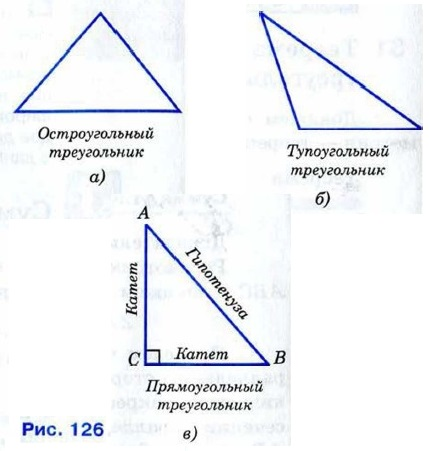 Остроугольный
треугольник
а)
Тупоугольный
треугольник
б)
A
Катет
Гипотенуза
C
Катет
B
Прямоугольный
треугольник
в)
Рис. 126